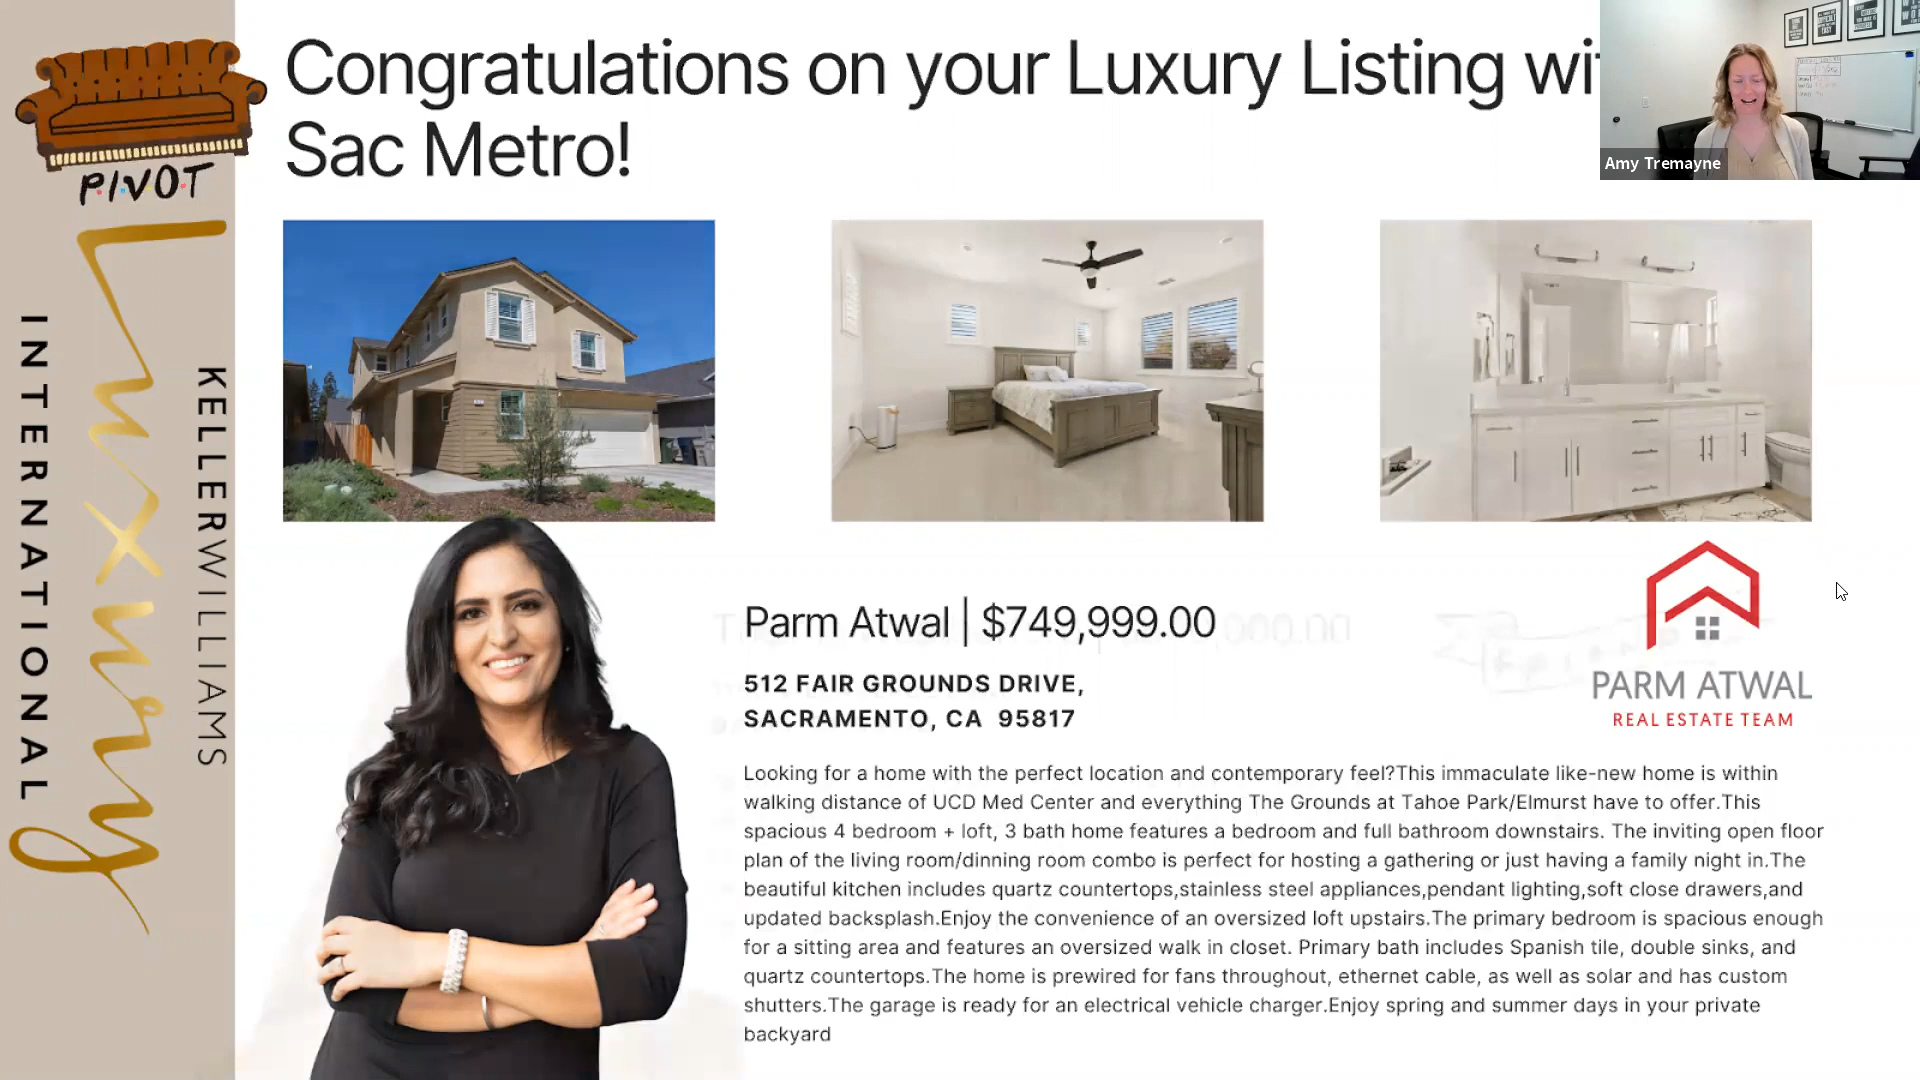 Congratulations on your Luxury Listing wi
Sac Metro!
Amy Tremayne
PIVOT
Luxury
KELLERWILLIAMS
INTERNATIONAL
Parm Atwal | $749,999.00
512 FAIR GROUNDS DRIVE,
SACRAMENTO, CA 95817
PARM ATWAL
REAL ESTATE TEAM
Looking for a home with the perfect location and contemporary feel?This immaculate like-new home is within
walking distance of UCD Med Center and everything The Grounds at Tahoe Park/Elmurst have to offer.This
spacious 4 bedroom + loft, 3 bath home features a bedroom and full bathroom downstairs. The inviting open floor
plan of the living room/dinning room combo is perfect for hosting a gathering or just having a family night in.The
beautiful kitchen includes quartz countertops,stainless steel appliances,pendant lighting,soft close drawers,and
updated backsplash.Enjoy the convenience of an oversized loft upstairs.The primary bedroom is spacious enough
for a sitting area and features an oversized walk in closet. Primary bath includes Spanish tile, double sinks, and
quartz countertops.The home is prewired for fans throughout, ethernet cable, as well as solar and has custom
shutters.The garage is ready for an electrical vehicle charger.Enjoy spring and summer days in your private
backyard